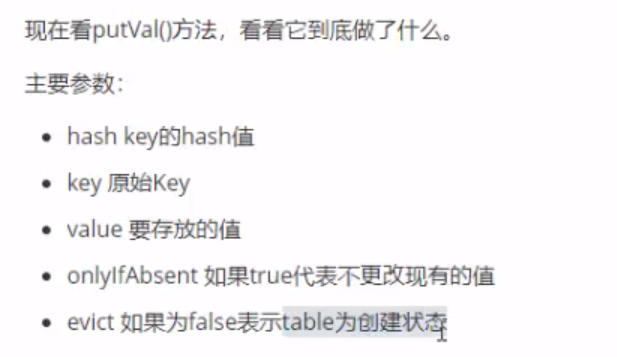 现在看putVal()方法，看看它到底做了什么。
主要参数：
hash key的hash值
key 原始Key
value 要存放的值
onlyIfAbsent 如果true代表不更改现有的值
evict 如果为false表示table为创建状态